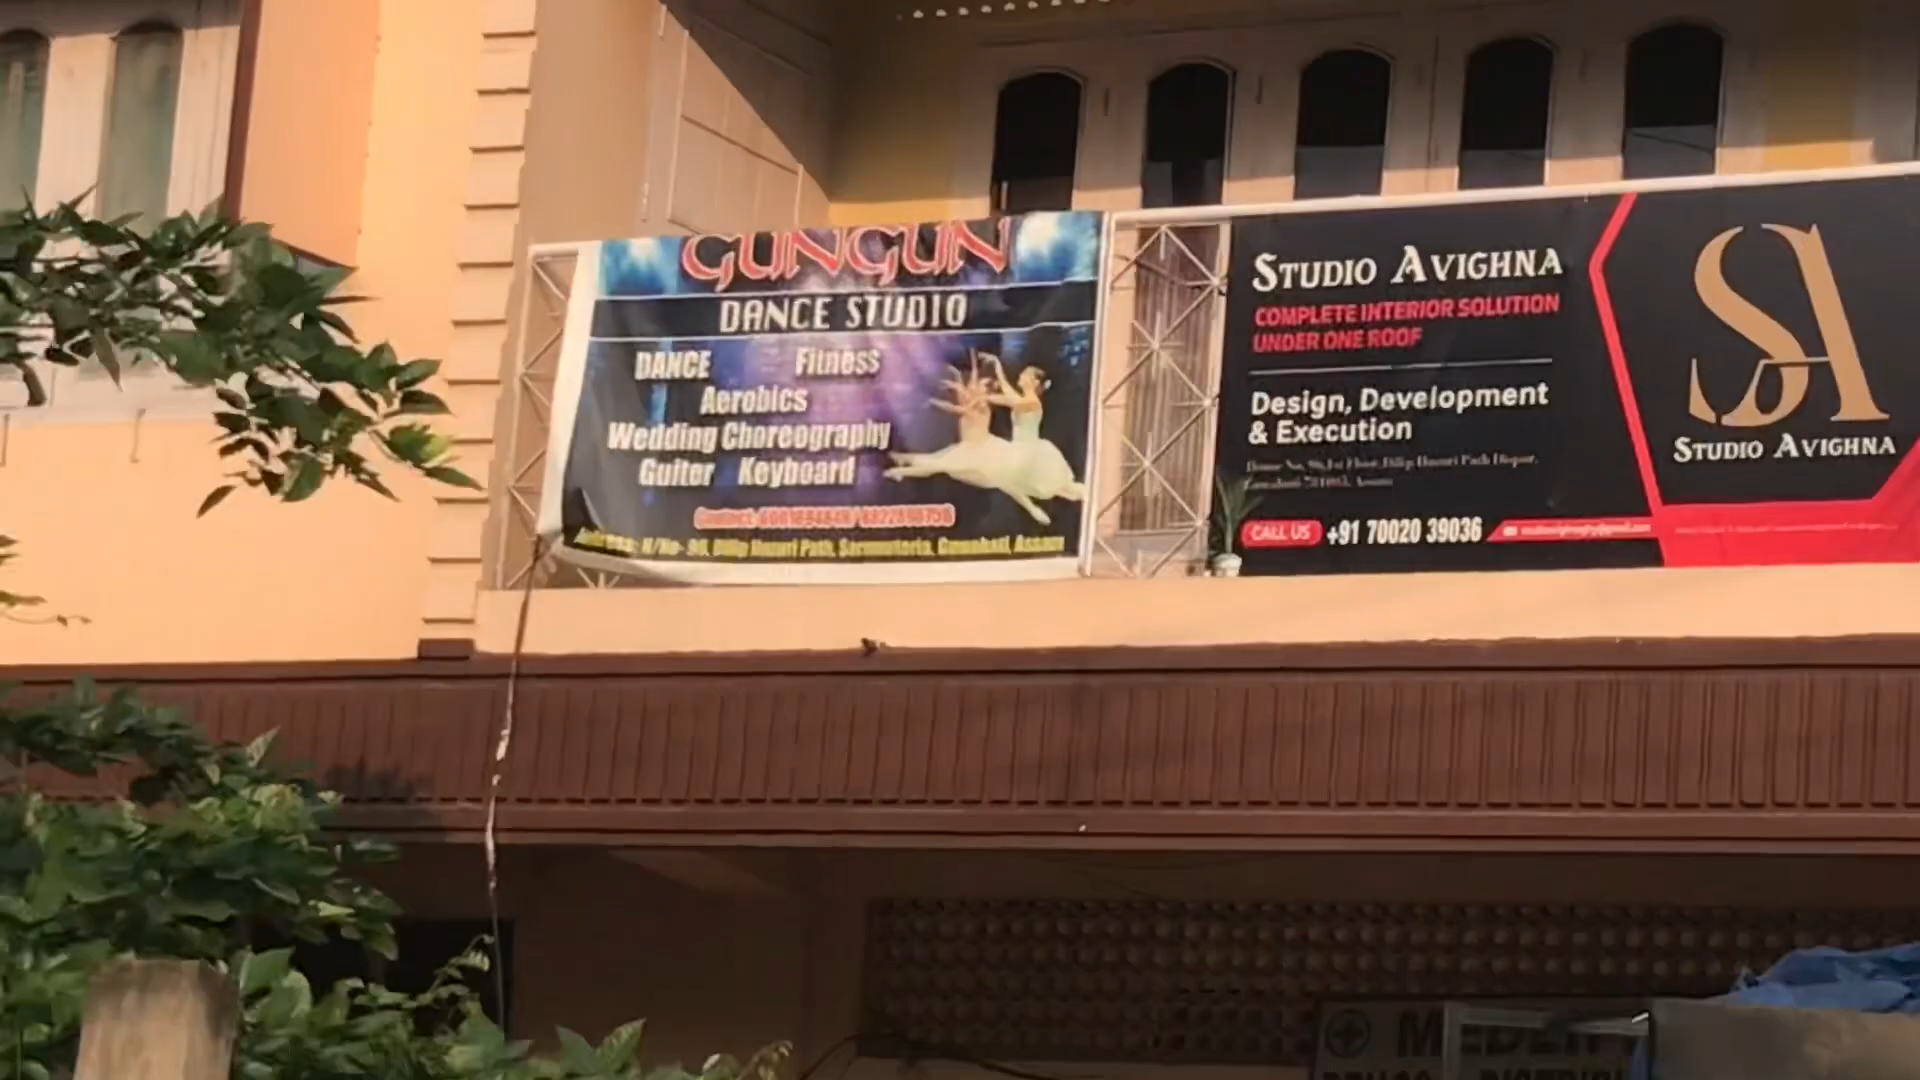 GUNGUN
DANCE STUDIO
DANCE Fitness
Aerobics
Wedding Choreography
Guiter Keyboard
STUDIO AVIGHNA
COMPLETE INTERIOR SOLUTION
UNDER ONE ROOF
Design, Development
& Execution
CALL US +91 70020 39036
SA
STUDIO AVIGHNA